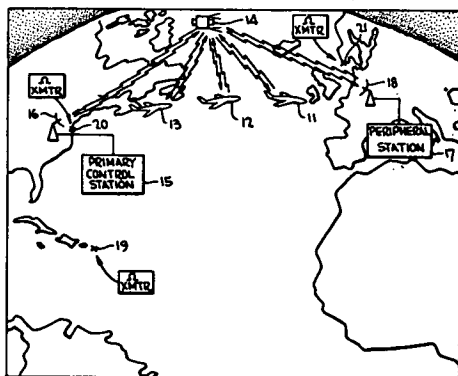 14
21
Ω
XMTR
Ω
XMTR
16
18
20
13
12
11
PRIMARY
CONTROL
STATION
15
PERIPHERAL
STATION
17
19
Ω
XMTR